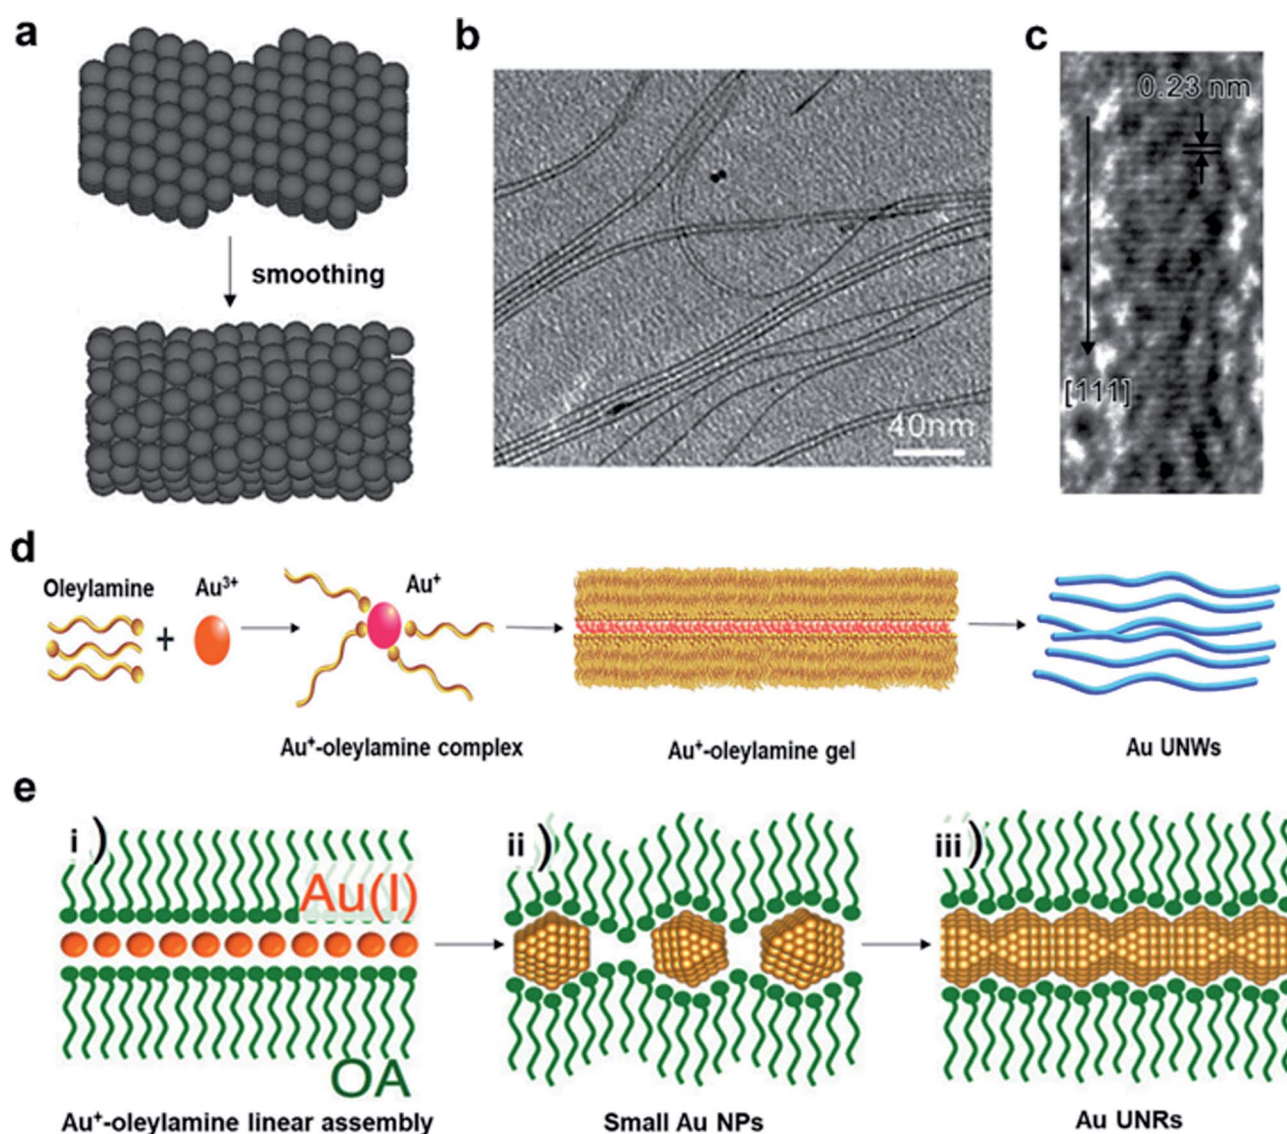 a
b
c
smoothing
40nm
0.23 nm
[111]
d
Oleylamine
+
Au³⁺
Au⁺
Au⁺-oleylamine complex
Au⁺-oleylamine gel
Au UNWs
e
i)
Au(I)
OA
Au⁺-oleylamine linear assembly
ii)
Small Au NPs
iii)
Au UNRs